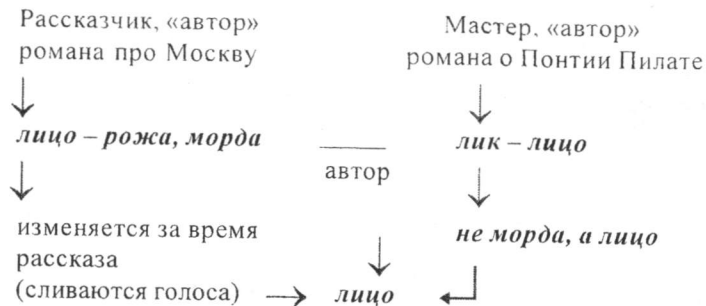 Рассказчик, «автор»
романа про Москву
Мастер, «автор»
романа о Понтии Пилате
лицо – рожа, морда
автор
лик – лицо
изменяется за время
рассказа
(сливаются голоса)
не морда, а лицо
лицо